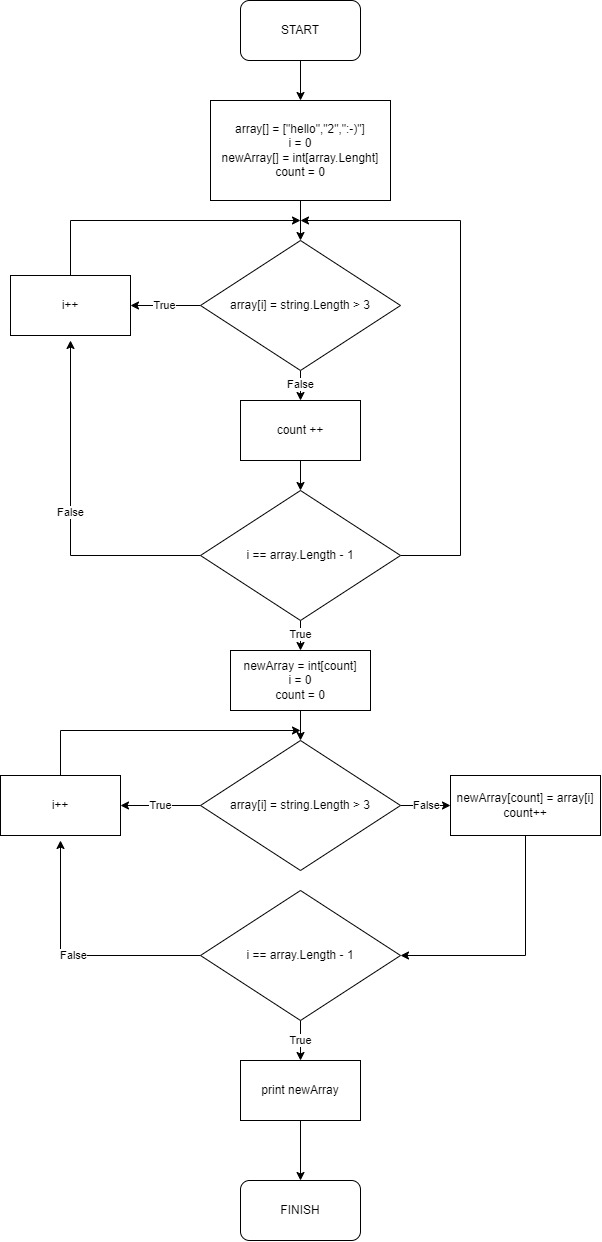 START
array[] = ["hello","2",":-)"]
i = 0
newArray[] = int[array.Lenght]
count = 0
i++
True
array[i] = string.Length > 3
False
count ++
False
i == array.Length - 1
True
newArray = int[count]
i = 0
count = 0
i++
True
array[i] = string.Length > 3
False
newArray[count] = array[i]
count++
False
i == array.Length - 1
True
print newArray
FINISH